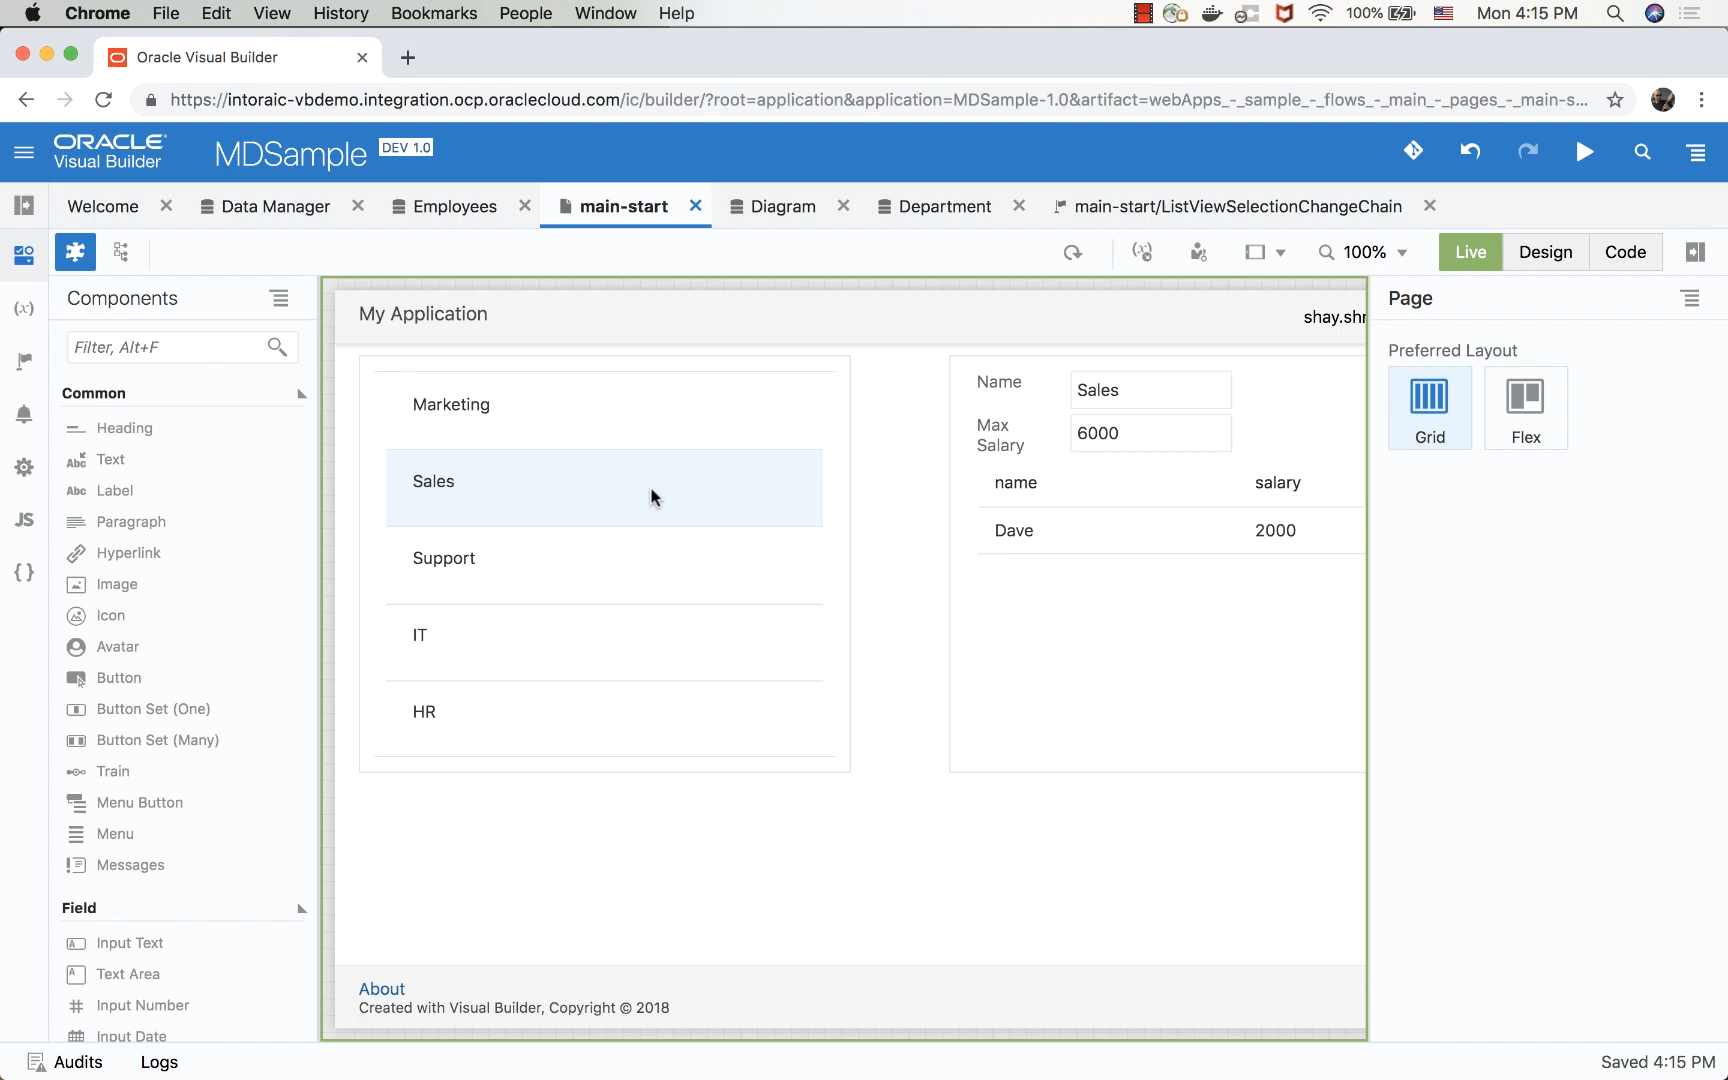 Chrome File Edit View History Bookmarks People Window Help 100% Mon 4:15 PM
Oracle Visual Builder
https://intoraic-vbdemo.integration.ocp.oraclecloud.com/ic/builder/?root=application&application=MDSample-1.0&artifact=webApps_-_sample_-_flows_-_main_-_pages_-_main-s...
ORACLE
Visual Builder
MDSample DEV 1.0
Welcome Data Manager Employees main-start Diagram Department main-start/ListViewSelectionChangeChain
100% Live Design Code
Components
Filter, Alt+F
Common
Heading
Abc Text
Abc Label
Paragraph
Hyperlink
Image
Icon
Avatar
Button
Button Set (One)
Button Set (Many)
Train
Menu Button
Menu
Messages
Field
Input Text
Text Area
Input Number
Input Date
(x)
JS
{ }
My Application
shay.shr
Marketing
Sales
Support
IT
HR
Name Sales
Max
Salary
6000
name salary
Dave 2000
About
Created with Visual Builder, Copyright © 2018
Page
Preferred Layout
Grid Flex
Audits Logs
Saved 4:15 PM